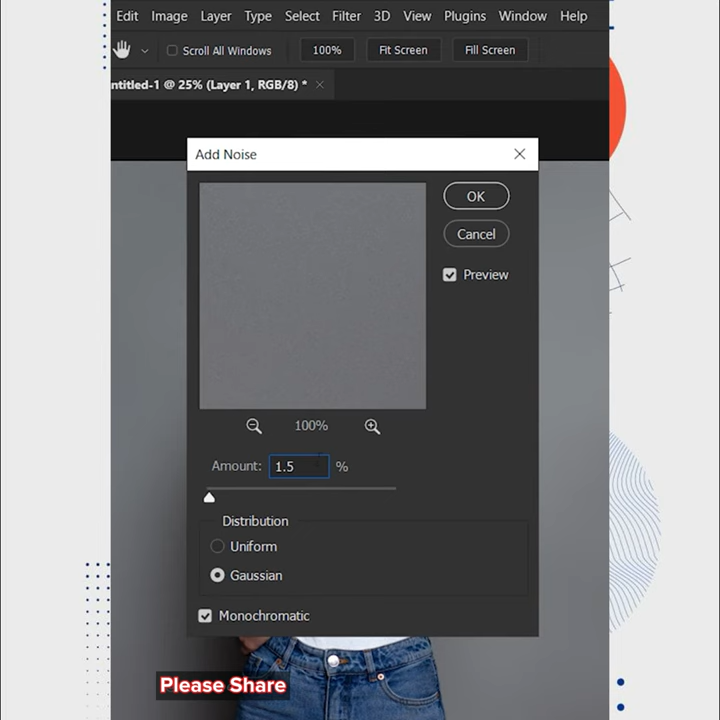 Edit Image Layer Type Select Filter 3D View Plugins Window Help
Scroll All Windows 100% Fit Screen Fill Screen
ntitled-1 @ 25% (Layer 1, RGB/8) *
Add Noise
OK
Cancel
Preview
100%
Amount: 1.5 %
Distribution
Uniform
Gaussian
Monochromatic
Please Share